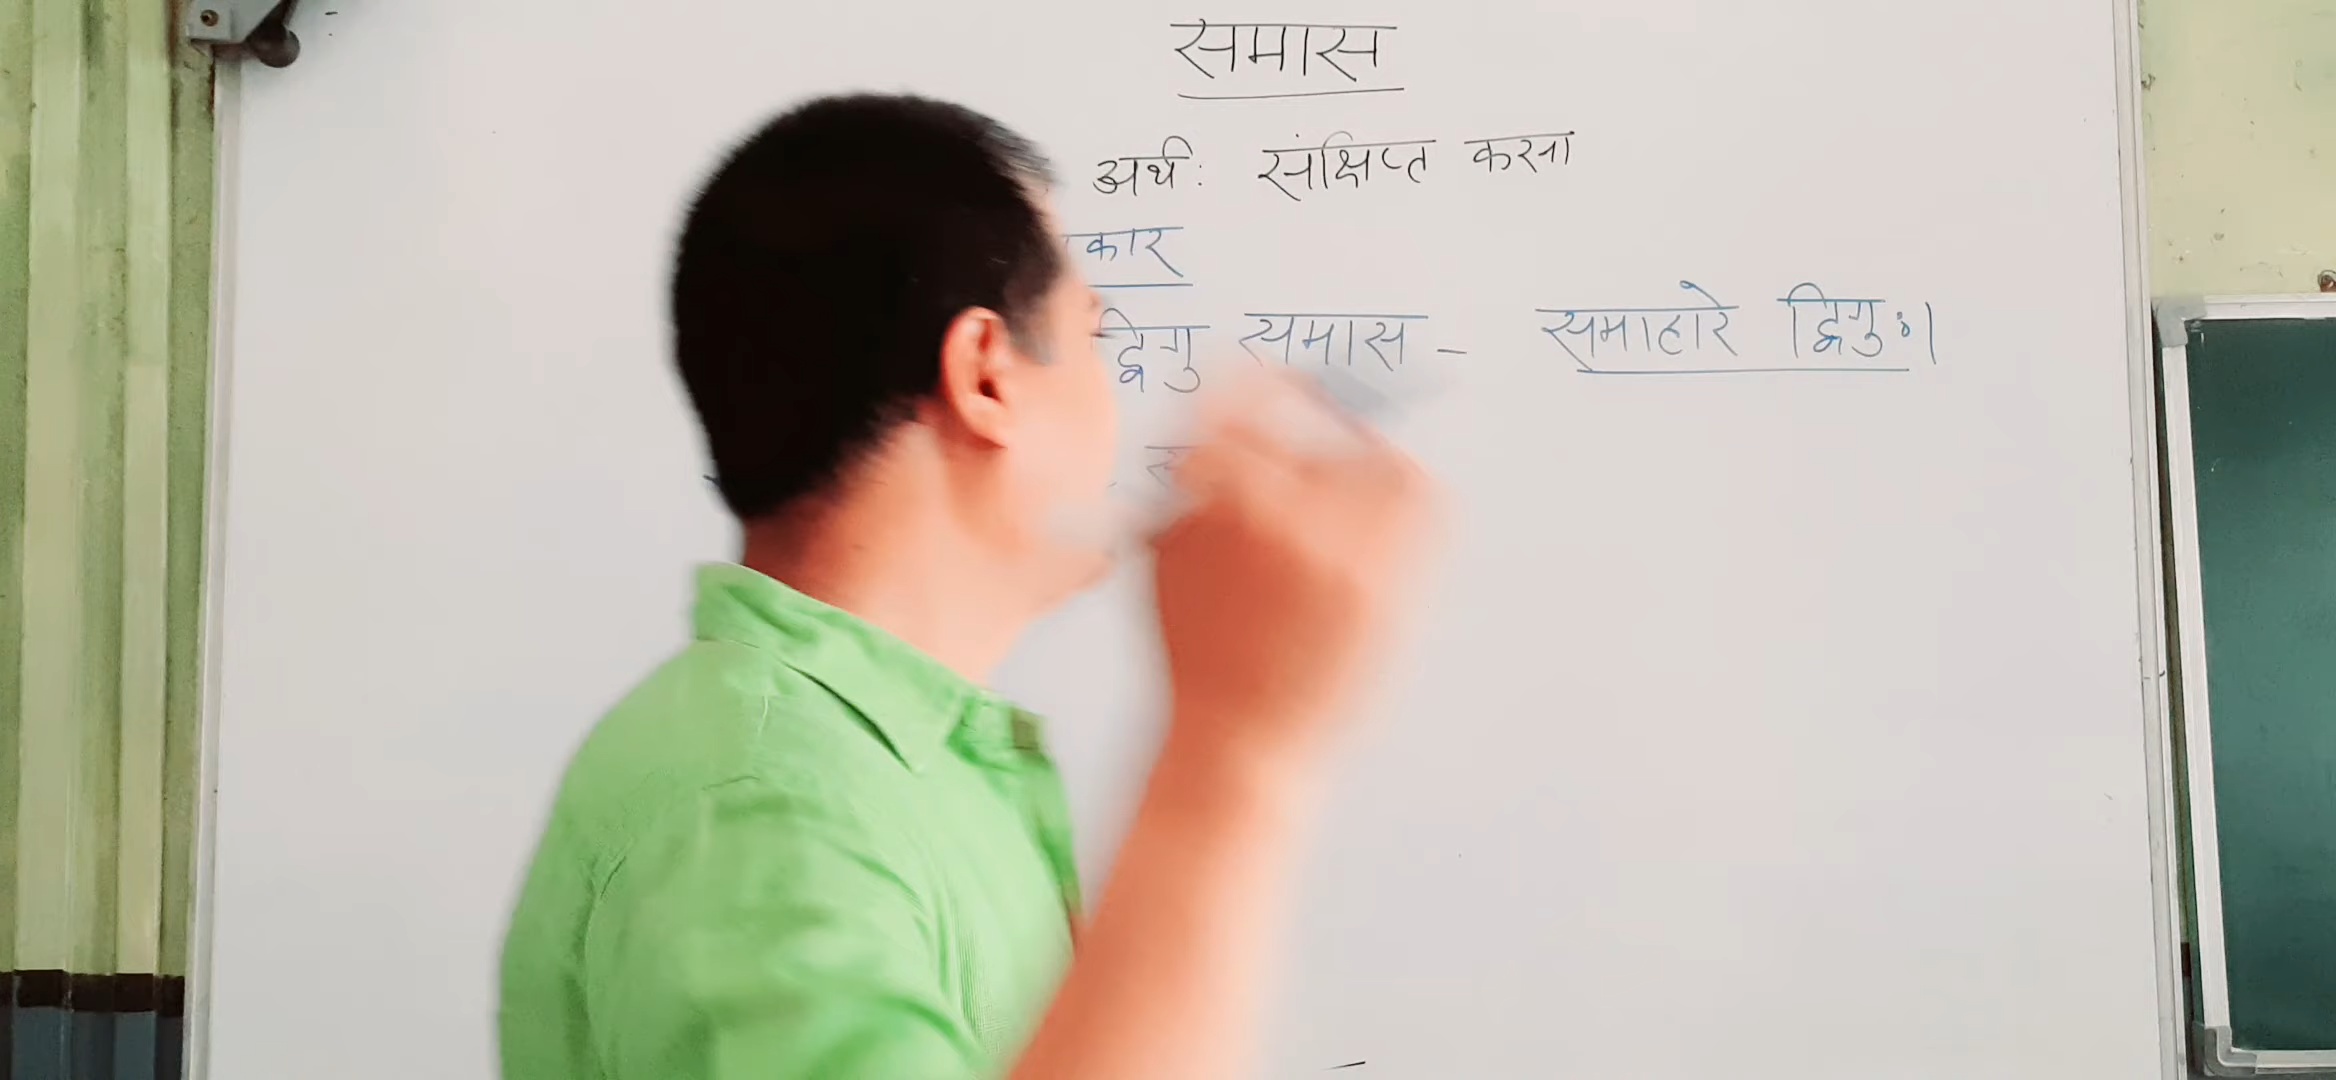 समास
अर्थ: संक्षिप्त करना
कार
द्विगु समास - समाहारे द्विगुः।